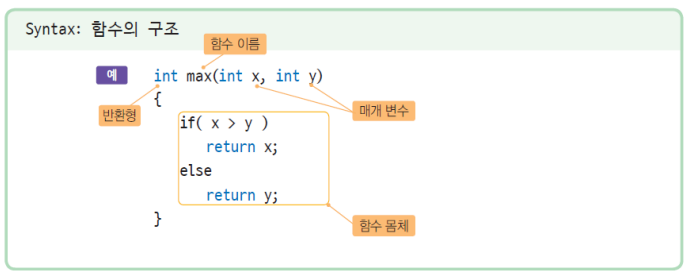 Syntax: 함수의 구조
함수 이름
예
int max(int x, int y)
반환형
{
매개 변수
if( x > y )
return x;
else
return y;
}
함수 몸체